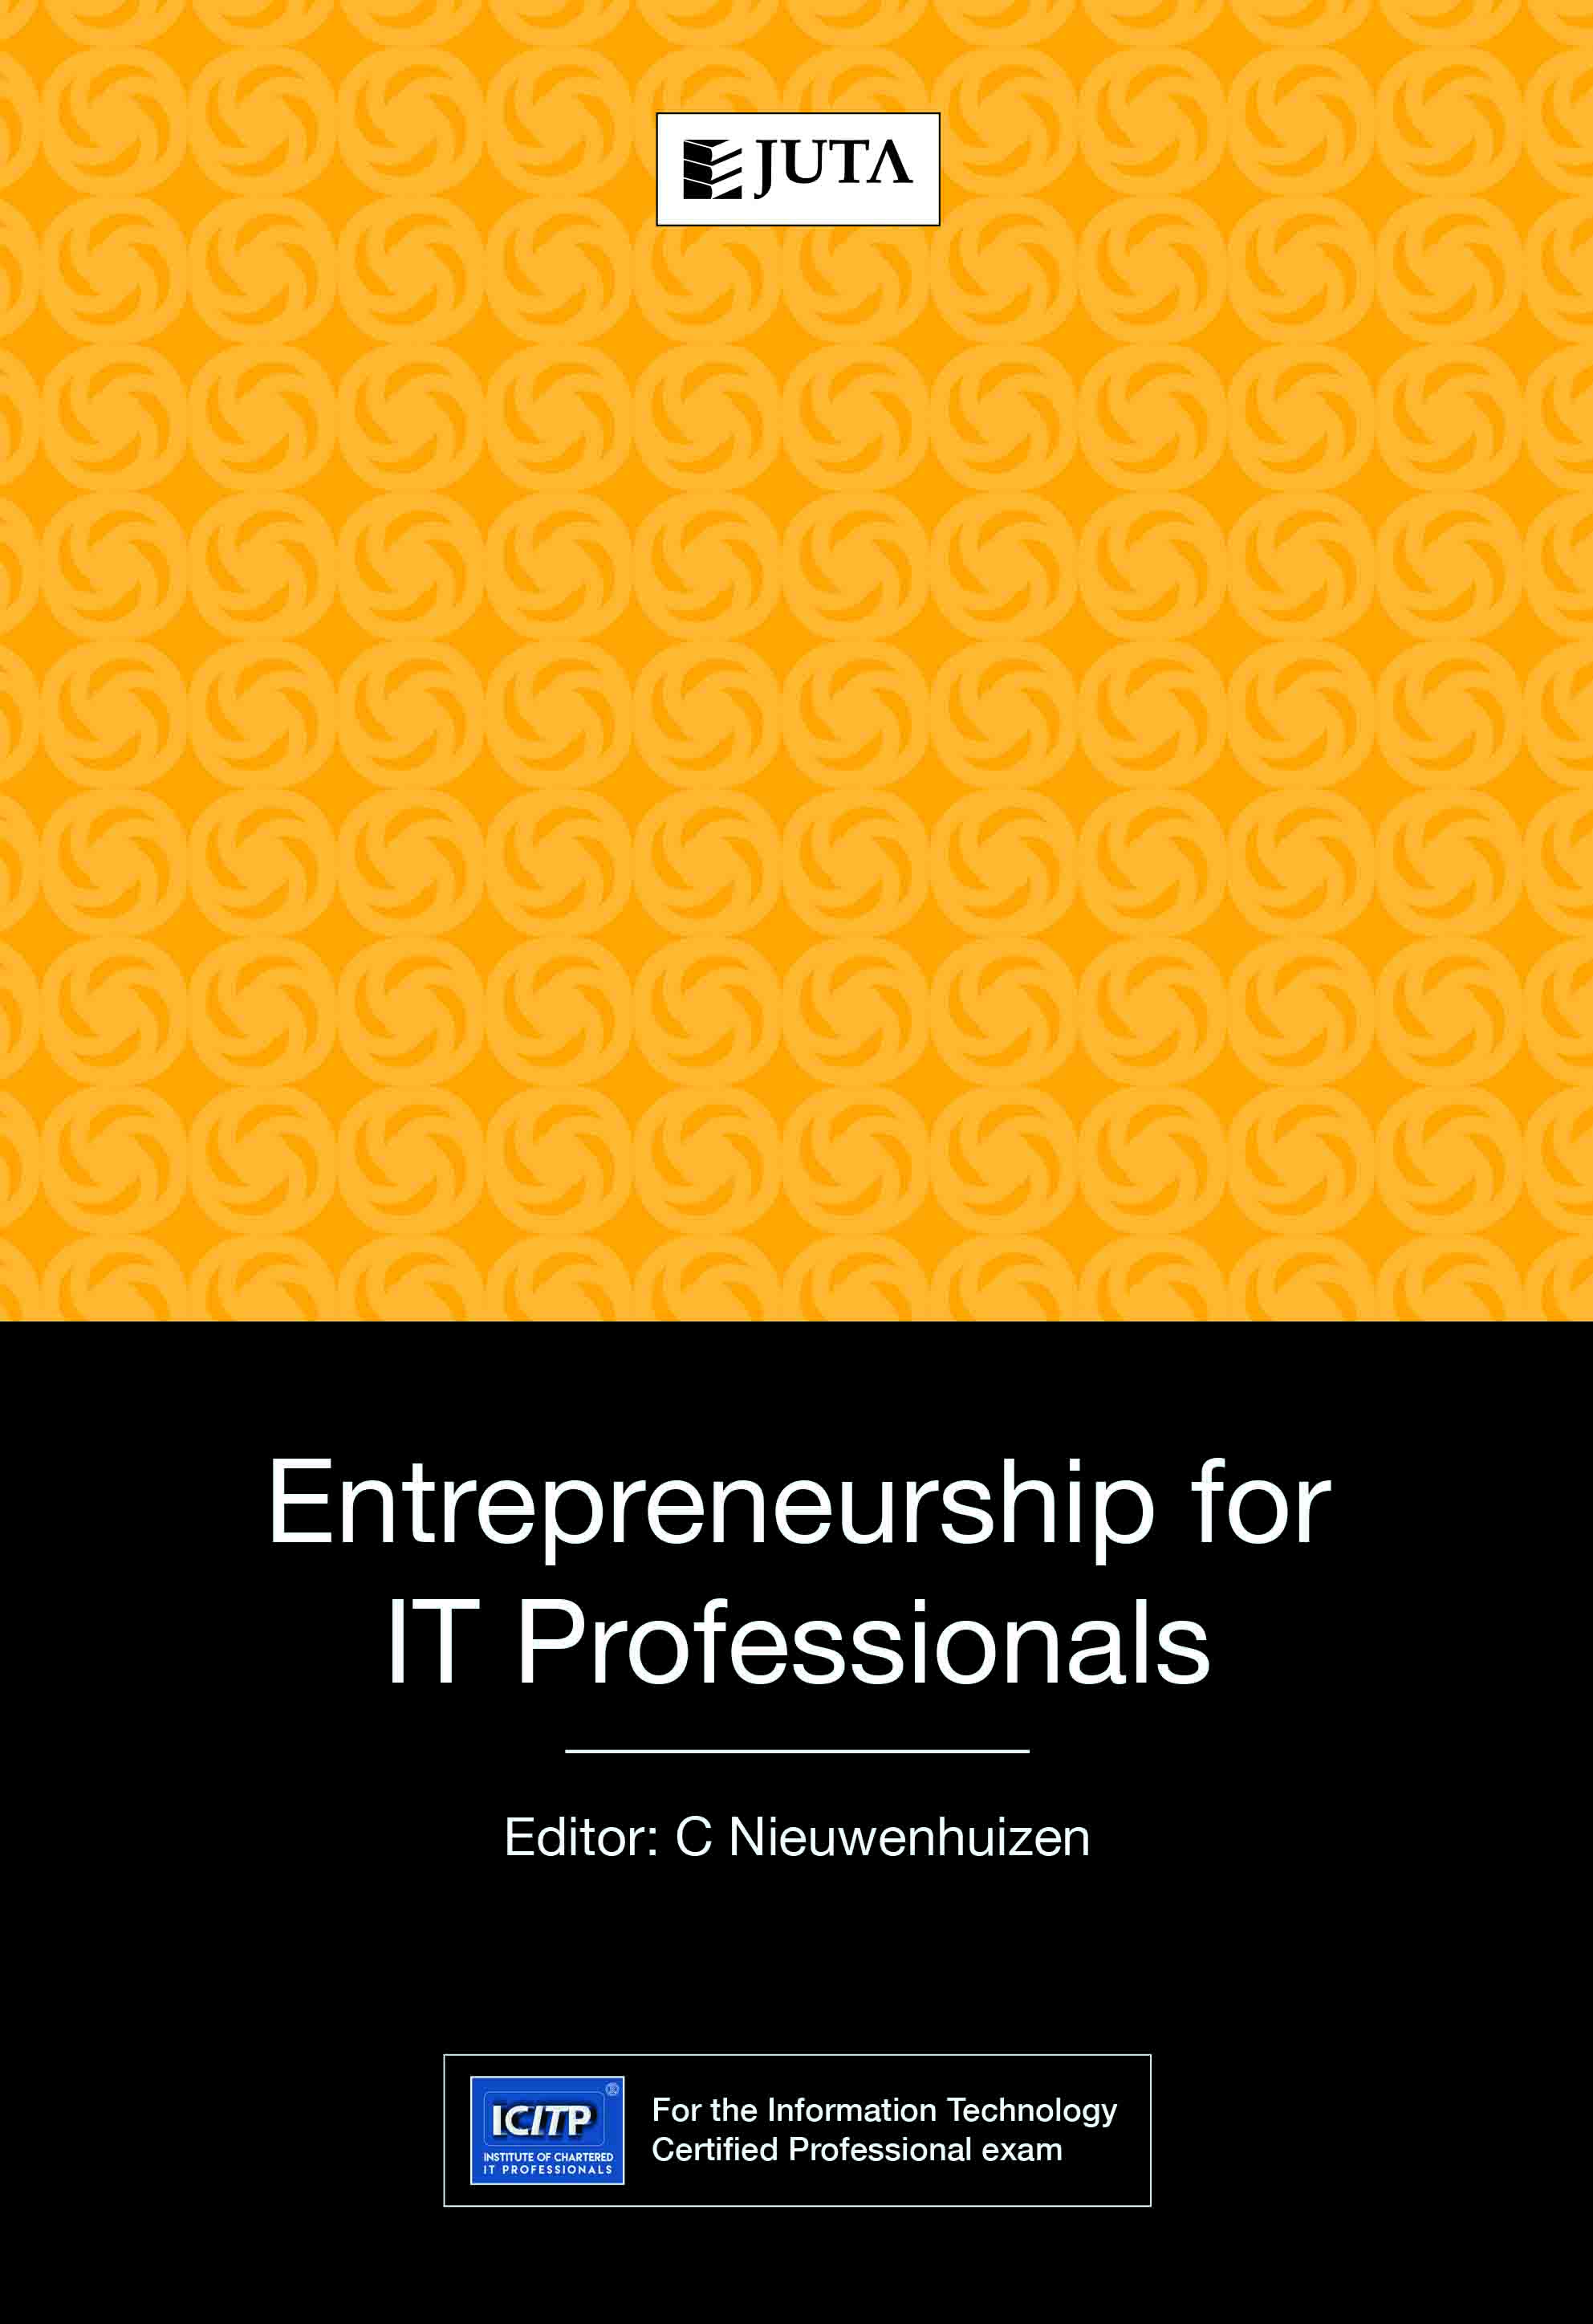 JUTA
Entrepreneurship for
IT Professionals
Editor: C Nieuwenhuizen
®
ICITP
INSTITUTE OF CHARTERED
IT PROFESSIONALS
For the Information Technology
Certified Professional exam